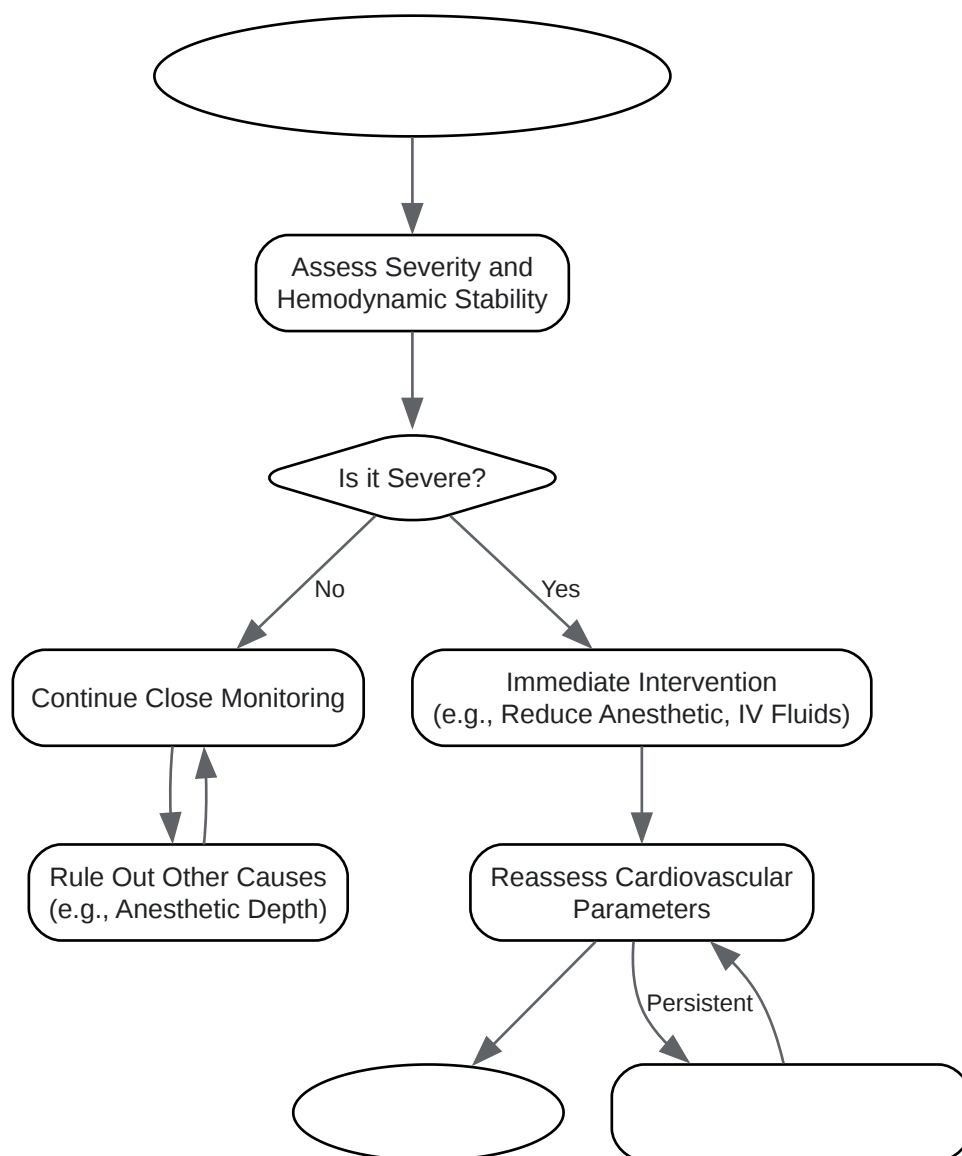 Assess Severity and
Hemodynamic Stability
Is it Severe?
No
Yes
Continue Close Monitoring
Immediate Intervention
(e.g., Reduce Anesthetic, IV Fluids)
Rule Out Other Causes
(e.g., Anesthetic Depth)
Reassess Cardiovascular
Parameters
Persistent